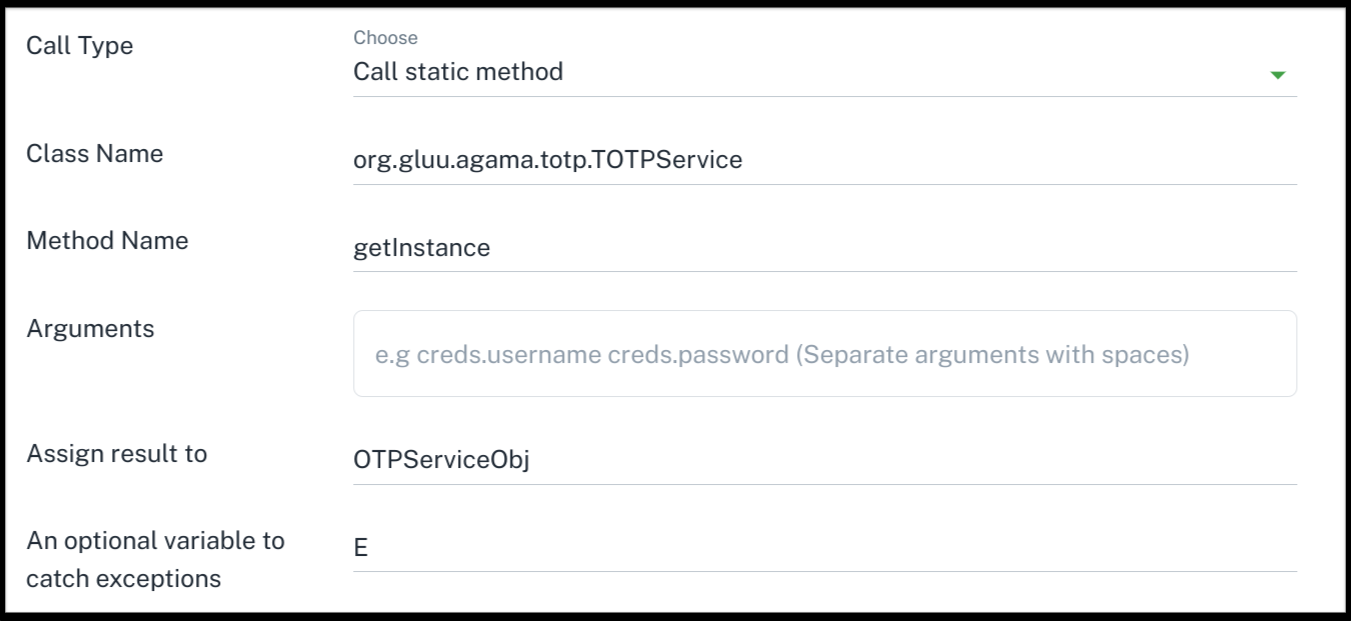 Call Type
Choose
Call static method
Class Name
org.gluu.agama.totp.TOTPService
Method Name
getInstance
Arguments
e.g creds.username creds.password (Separate arguments with spaces)
Assign result to
OTPServiceObj
An optional variable to
catch exceptions
E